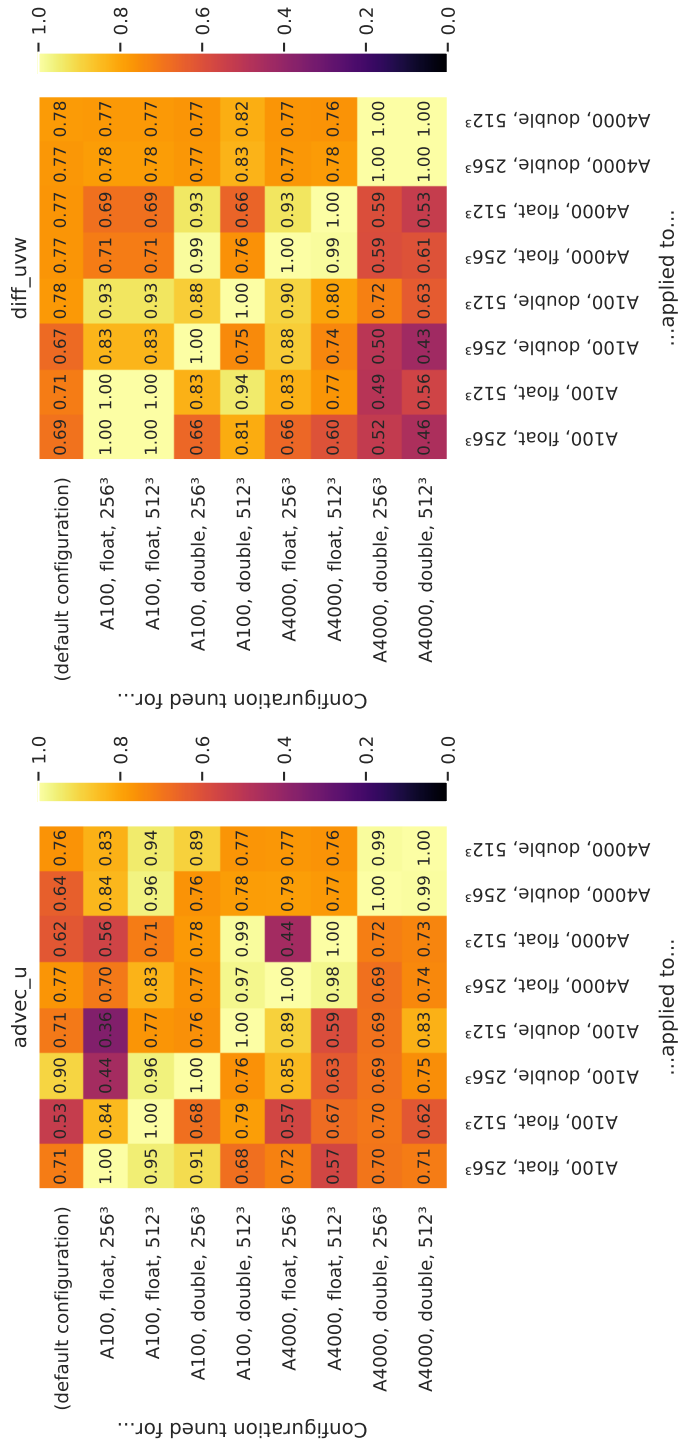 advec_u
Configuration tuned for...
(default configuration) 0.71 0.53 0.90 0.71 0.77 0.62 0.64 0.76
A100, float, 256³ 1.00 0.84 0.44 0.36 0.70 0.56 0.84 0.83
A100, float, 512³ 0.95 1.00 0.96 0.77 0.83 0.71 0.96 0.94
A100, double, 256³ 0.91 0.68 1.00 0.76 0.77 0.78 0.76 0.89
A100, double, 512³ 0.68 0.79 0.76 1.00 0.97 0.99 0.78 0.77
A4000, float, 256³ 0.72 0.57 0.85 0.89 1.00 0.44 0.79 0.77
A4000, float, 512³ 0.57 0.67 0.63 0.59 0.98 1.00 0.77 0.76
A4000, double, 256³ 0.70 0.70 0.69 0.69 0.69 0.72 1.00 0.99
A4000, double, 512³ 0.71 0.62 0.75 0.83 0.74 0.73 0.99 1.00
A100, float, 256³
A100, float, 512³
A100, double, 256³
A100, double, 512³
A4000, float, 256³
A4000, float, 512³
A4000, double, 256³
A4000, double, 512³
...applied to...
1.0
0.8
0.6
0.4
0.2
0.0
diff_uvw
Configuration tuned for...
(default configuration) 0.69 0.71 0.67 0.78 0.77 0.77 0.77 0.78
A100, float, 256³ 1.00 1.00 0.83 0.93 0.71 0.69 0.78 0.77
A100, float, 512³ 1.00 1.00 0.83 0.93 0.71 0.69 0.78 0.77
A100, double, 256³ 0.66 0.83 1.00 0.88 0.99 0.93 0.77 0.77
A100, double, 512³ 0.81 0.94 0.75 1.00 0.76 0.66 0.83 0.82
A4000, float, 256³ 0.66 0.83 0.88 0.90 1.00 0.93 0.77 0.77
A4000, float, 512³ 0.60 0.77 0.74 0.80 0.99 1.00 0.78 0.76
A4000, double, 256³ 0.52 0.49 0.50 0.72 0.59 0.59 1.00 1.00
A4000, double, 512³ 0.46 0.56 0.43 0.63 0.61 0.53 1.00 1.00
A100, float, 256³
A100, float, 512³
A100, double, 256³
A100, double, 512³
A4000, float, 256³
A4000, float, 512³
A4000, double, 256³
A4000, double, 512³
...applied to...
1.0
0.8
0.6
0.4
0.2
0.0